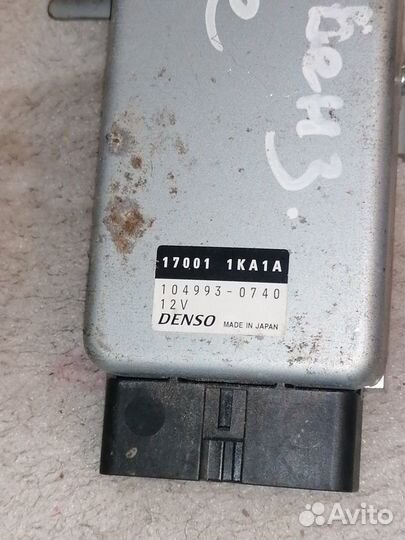 бенз.
17001 1KA1A
104993-0740
12V
DENSO MADE IN JAPAN
Avito